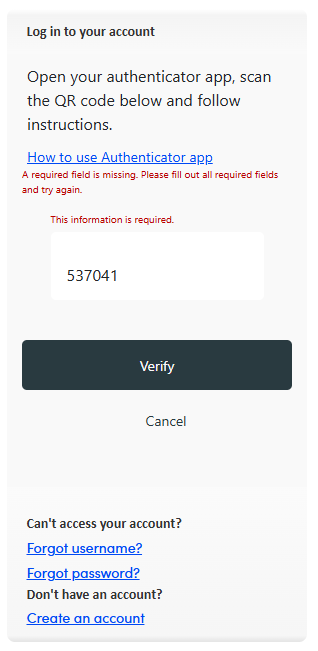 Log in to your account
Open your authenticator app, scan
the QR code below and follow
instructions.
How to use Authenticator app
A required field is missing. Please fill out all required fields
and try again.
This information is required.
537041
Verify
Cancel
Can't access your account?
Forgot username?
Forgot password?
Don't have an account?
Create an account